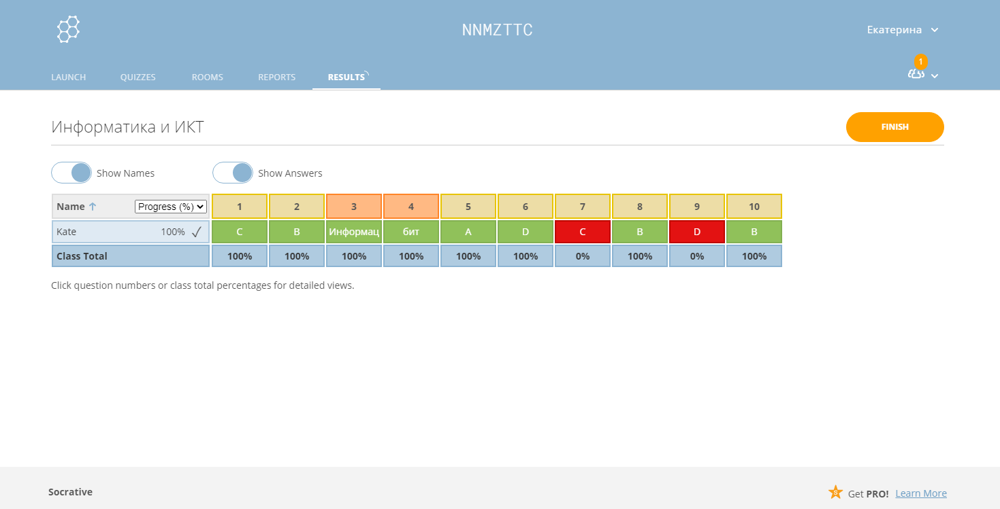 NNMZTTC
Екатерина
1
LAUNCH QUIZZES ROOMS REPORTS RESULTS
Информатика и ИКТ
FINISH
Show Names Show Answers
Name Progress (%) 1 2 3 4 5 6 7 8 9 10
Kate 100% C B Информац бит A D C B D B
Class Total 100% 100% 100% 100% 100% 100% 0% 100% 0% 100%
Click question numbers or class total percentages for detailed views.
Socrative
S Get PRO! Learn More